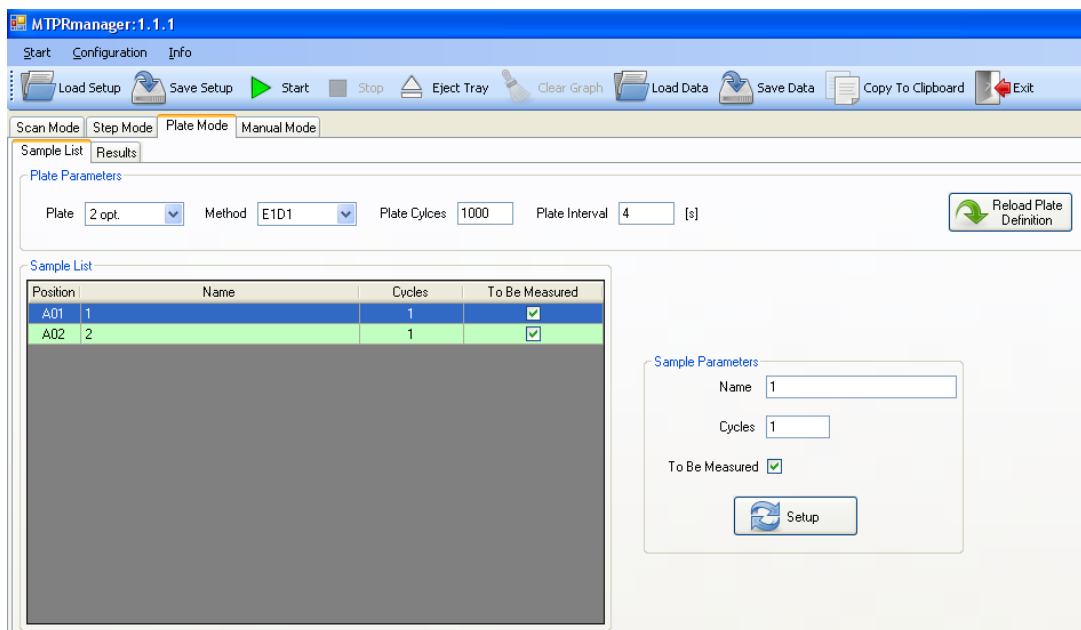 MTPRmanager:1.1.1
Start Configuration Info
Load Setup Save Setup Start Stop Eject Tray Clear Graph Load Data Save Data Copy To Clipboard Exit
Scan Mode Step Mode Plate Mode Manual Mode
Sample List Results
Plate Parameters
Plate 2 opt. Method E1D1 Plate Cylces 1000 Plate Interval 4 [s]
Reload Plate
Definition
Sample List
Position Name Cycles To Be Measured
A01 1 1
A02 2 1
Sample Parameters
Name 1
Cycles 1
To Be Measured
Setup